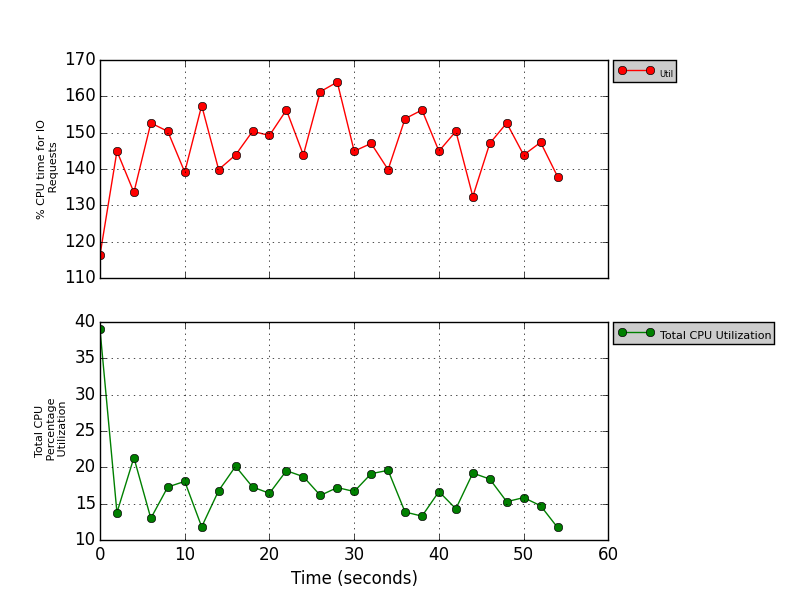 170
160
150
140
130
120
110
% CPU time for IO
Requests
Util
40
35
30
25
20
15
10
Total CPU
Percentage
Utilization
Total CPU Utilization
0 10 20 30 40 50 60
Time (seconds)